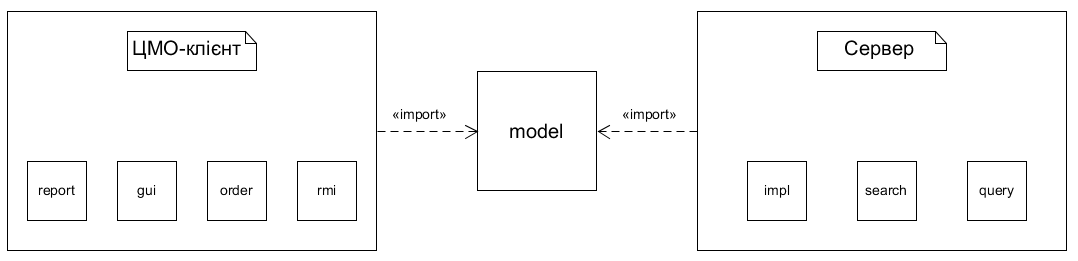 ЦМО-клієнт
Сервер
«import»
«import»
model
report
gui
order
rmi
impl
search
query